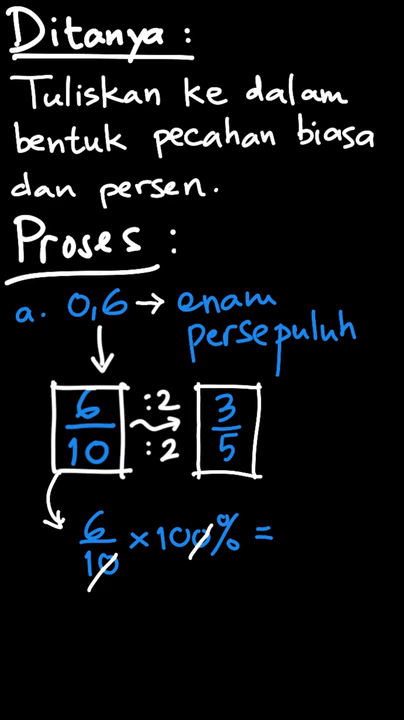 Ditanya :
Tuliskan ke dalam
bentuk pecahan biasa
dan persen.
Proses :
a. 0,6 → enam
persepuluh
6/10 :2 → :2 3/5
6/10 × 100% =